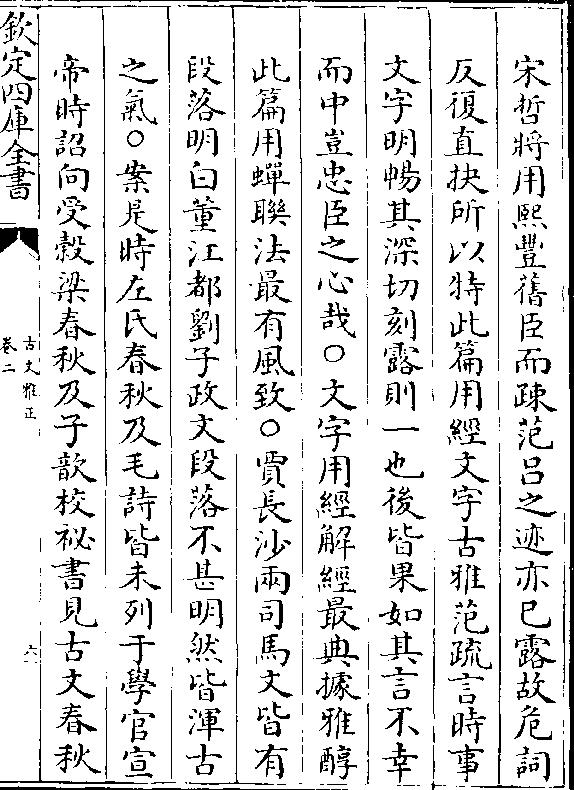 宋哲將用熙豐舊臣而疎范吕之迹亦已露故危詞
反復直抉所以特此篇用經文字古雅范疏言時事
文字明暢其深切刻露則一也後皆果如其言不幸
而中豈忠臣之心哉○文字用經解經最典據雅醇
此篇用蟬聯法最有風致○賈長沙兩司馬文皆有
段落明白董江都劉子政文段落不甚明然皆渾古
之氣○案是時左氏春秋及毛詩皆未列于學官宣
帝時詔向受穀梁春秋及子歆校祕書見古文春秋
欽定四庫全書
古文雅正
卷二
六